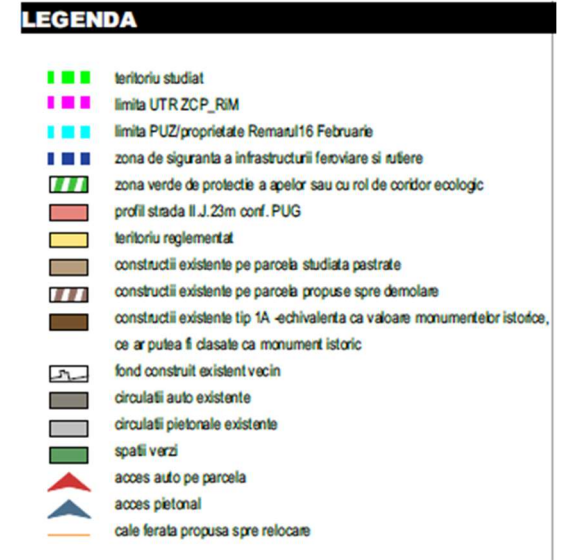 LEGENDA
teritoriu studiat
limita UTR ZCP_RiM
limita PUZ/proprietate Remarul16 Februarie
zona de siguranta a infrastructurii feroviare si rutiere
zona verde de protectie a apelor sau cu rol de coridor ecologic
profil strada II.J.23m conf. PUG
teritoriu reglementat
constructii existente pe parcela studiata pastrate
constructii existente pe parcela propuse spre demolare
constructii existente tip 1A -echivalenta ca valoare monumentelor istorice,
ce ar putea fi clasate ca monument istoric
fond construit existent vecin
circulatii auto existente
circulatii pietonale existente
spatii verzi
acces auto pe parcela
acces pietonal
cale ferata propusa spre relocare